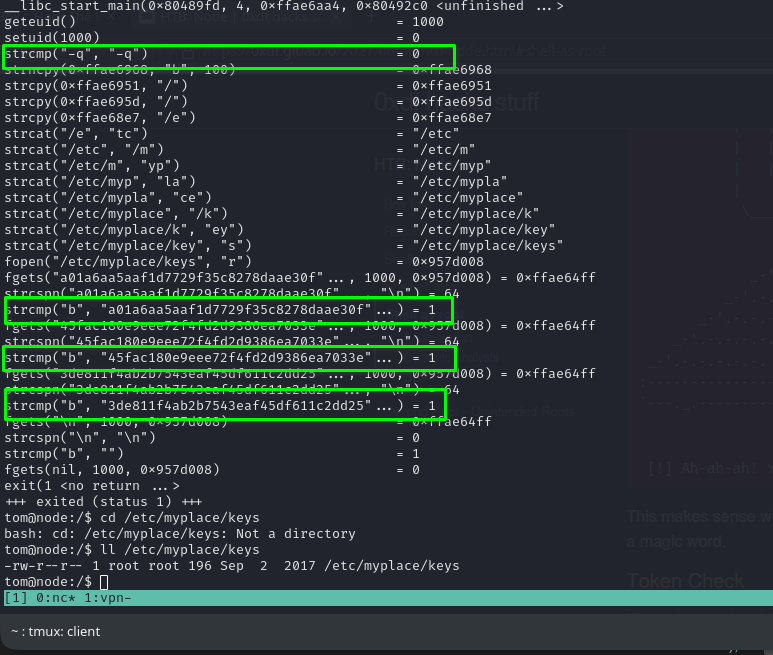 __libc_start_main(0×80489fd, 4, 0×ffae6aa4, 0×80492c0 <unfinished ...>
geteuid() = 1000
setuid(1000) = 0
strcmp("-q", "-q") = 0
strncpy(0×ffae6968, "b", 100) = 0×ffae6968
strcpy(0×ffae6951, "/") = 0×ffae6951
strcpy(0×ffae695d, "/") = 0×ffae695d
strcpy(0×ffae68e7, "/e") = 0×ffae68e7
strcat("/e", "tc") = "/etc"
strcat("/etc", "/m") = "/etc/m"
strcat("/etc/m", "yp") = "/etc/myp"
strcat("/etc/myp", "la") = "/etc/mypla"
strcat("/etc/mypla", "ce") = "/etc/myplace"
strcat("/etc/myplace", "/k") = "/etc/myplace/k"
strcat("/etc/myplace/k", "ey") = "/etc/myplace/key"
strcat("/etc/myplace/key", "s") = "/etc/myplace/keys"
fopen("/etc/myplace/keys", "r") = 0×957d008
fgets("a01a6aa5aaf1d7729f35c8278daae30f"..., 1000, 0×957d008) = 0×ffae64ff
strcspn("a01a6aa5aaf1d7729f35c8278daae30f"..., "\n") = 64
strcmp("b", "a01a6aa5aaf1d7729f35c8278daae30f"...) = 1
fgets("45fac180e9eee72f4fd2d9386ea7033e"..., 1000, 0×957d008) = 0×ffae64ff
strcspn("45fac180e9eee72f4fd2d9386ea7033e"..., "\n") = 64
strcmp("b", "45fac180e9eee72f4fd2d9386ea7033e"...) = 1
fgets("3de811f4ab2b7543eaf45df611c2dd25"..., 1000, 0×957d008) = 0×ffae64ff
strcspn("3de811f4ab2b7543eaf45df611c2dd25"..., "\n") = 64
strcmp("b", "3de811f4ab2b7543eaf45df611c2dd25"...) = 1
fgets("\n", 1000, 0×957d008) = 0×ffae64ff
strcspn("\n", "\n") = 0
strcmp("b", "") = 1
fgets(nil, 1000, 0×957d008) = 0
exit(1 <no return ...>
+++ exited (status 1) +++
tom@node:/$ cd /etc/myplace/keys
bash: cd: /etc/myplace/keys: Not a directory
tom@node:/$ ll /etc/myplace/keys
-rw-r--r-- 1 root root 196 Sep  2  2017 /etc/myplace/keys
tom@node:/$
[1] 0:nc* 1:vpn-
~ : tmux: client
HTB: Node
[!] Ah-ah-ah!
This makes sense w
a magic word.
Token Check